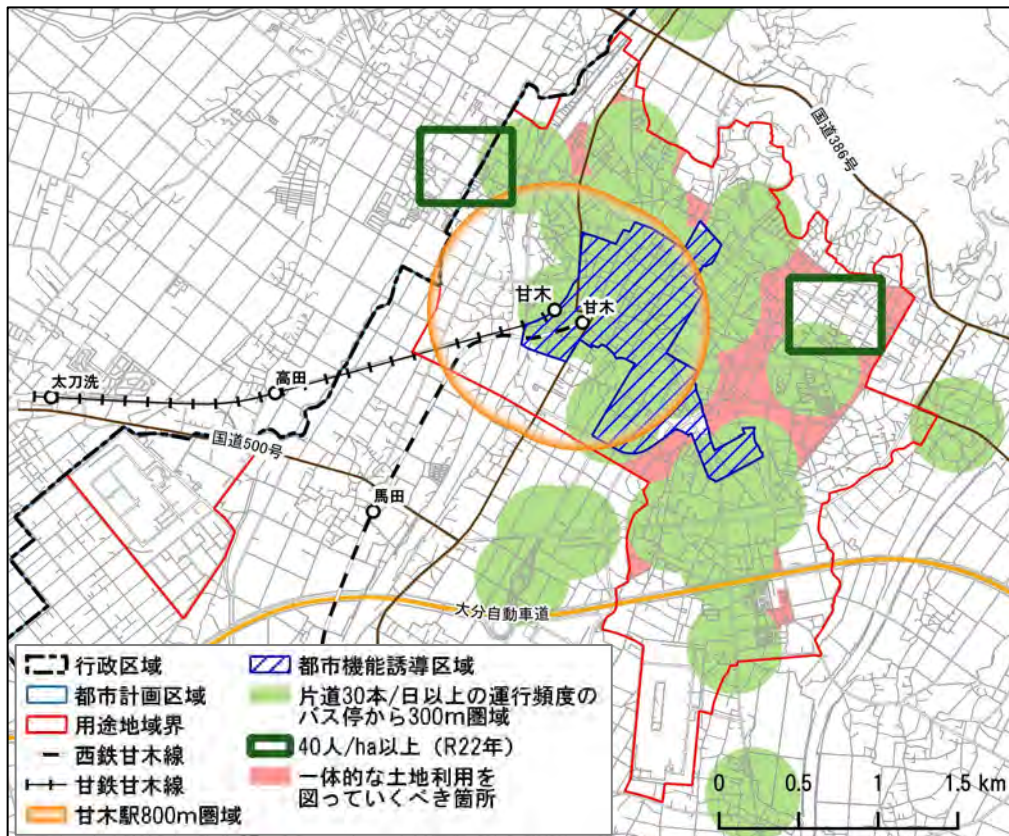 国道386号
甘木
甘木
太刀洗
高田
国道500号
馬田
大分自動車道
行政区域
都市計画区域
用途地域界
西鉄甘木線
甘鉄甘木線
甘木駅800m圏域
都市機能誘導区域
片道30本/日以上の運行頻度の
バス停から300m圏域
40人/ha以上（R22年）
一体的な土地利用を
図っていくべき箇所
0 0.5 1 1.5 km